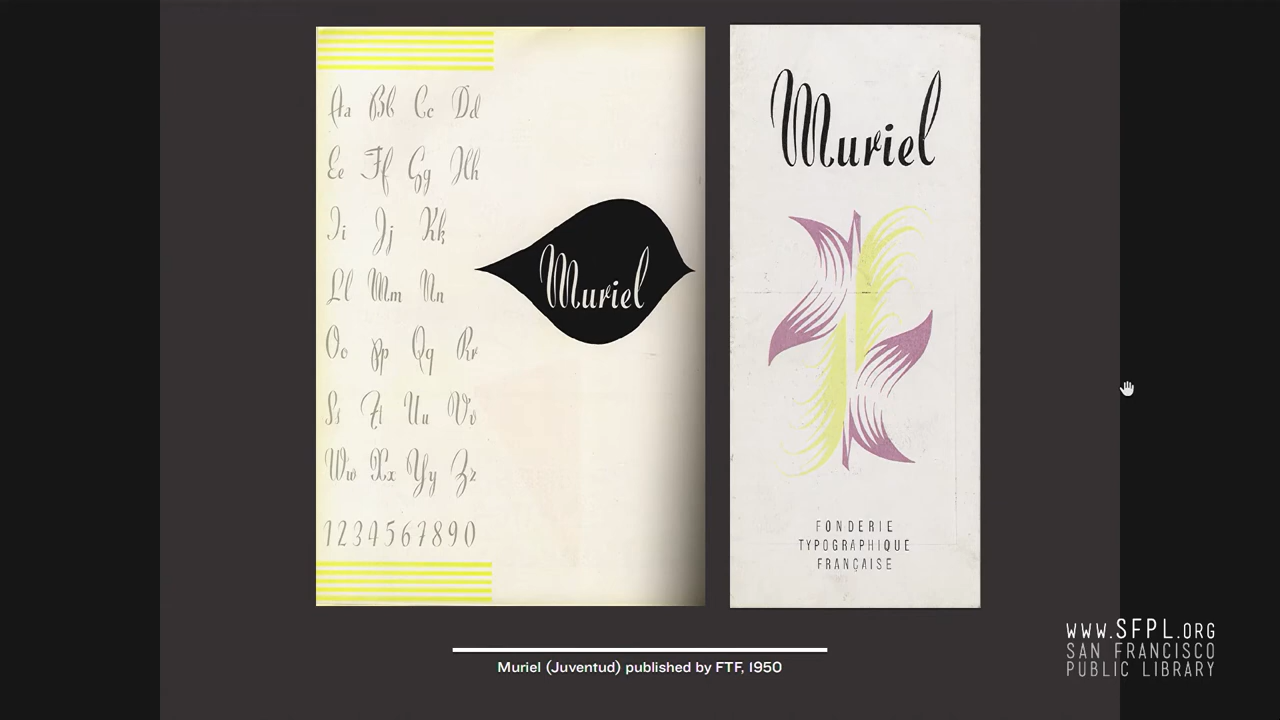 Aa Bb Cc Dd
Ee Ff Gg Hh
Ii Jj Kk
Ll Mm Nn
Oo Pp Qq Rr
Ss Tt Uu Vv
Ww Xx Yy Zz
1234567890
Muriel
Muriel
FONDERIE
TYPOGRAPHIQUE
FRANÇAISE
Muriel (Juventud) published by FTF, 1950
WWW.SFPL.ORG
SAN FRANCISCO
PUBLIC LIBRARY